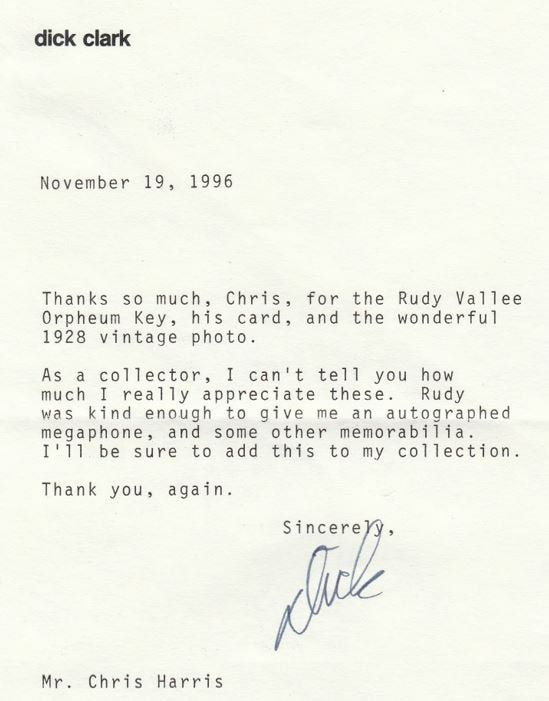 dick clark
November 19, 1996
Thanks so much, Chris, for the Rudy Vallee
Orpheum Key, his card, and the wonderful
1928 vintage photo.
As a collector, I can't tell you how
much I really appreciate these.  Rudy
was kind enough to give me an autographed
megaphone, and some other memorabilia.
I'll be sure to add this to my collection.
Thank you, again.
Sincerely,
Dick
Mr. Chris Harris